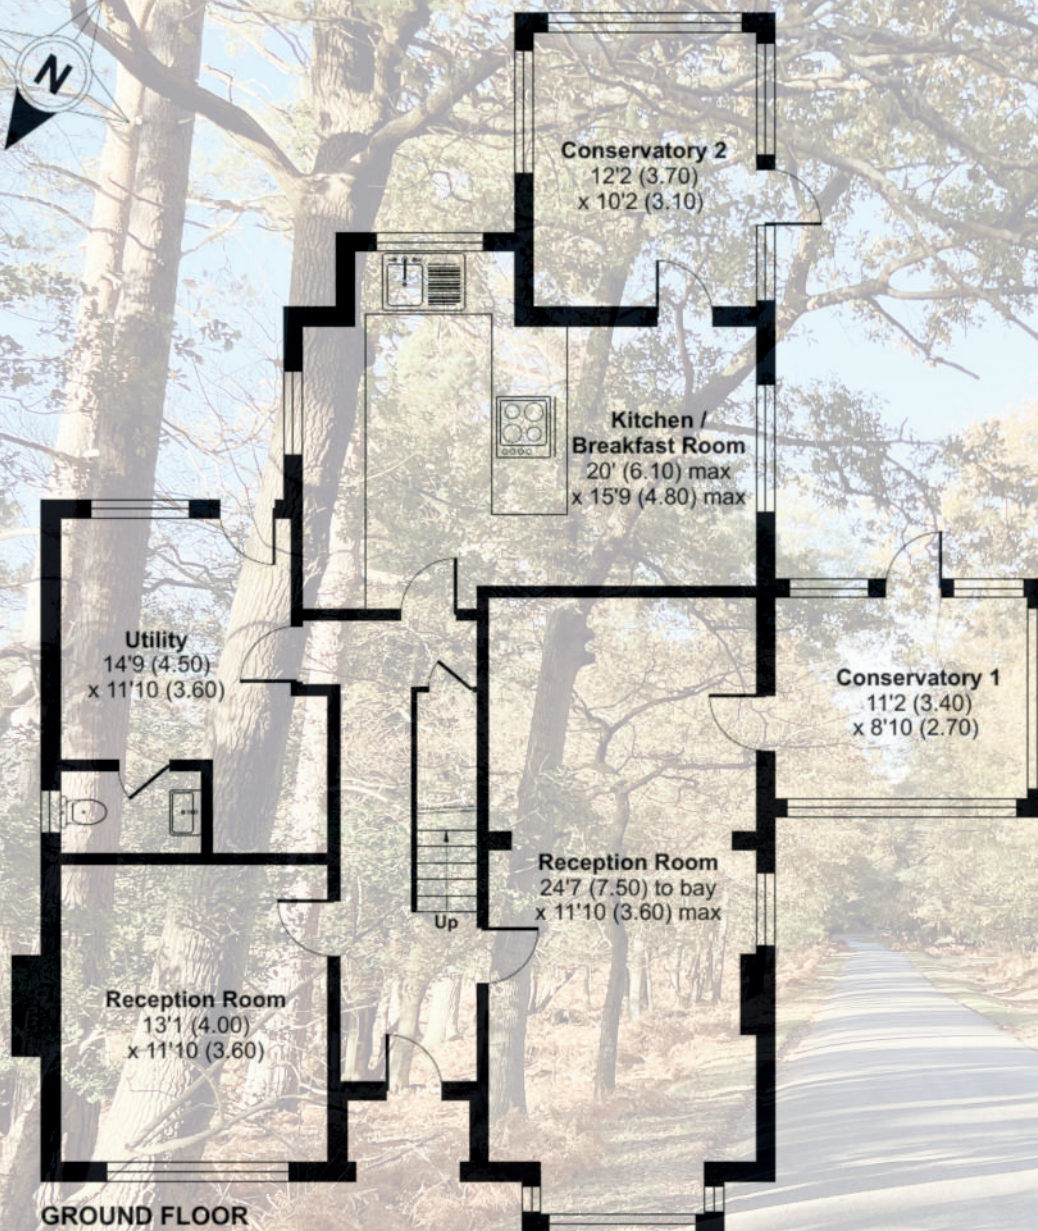 N
Conservatory 2
12'2 (3.70)
x 10'2 (3.10)
Kitchen /
Breakfast Room
20' (6.10) max
x 15'9 (4.80) max
Utility
14'9 (4.50)
x 11'10 (3.60)
Conservatory 1
11'2 (3.40)
x 8'10 (2.70)
Reception Room
24'7 (7.50) to bay
x 11'10 (3.60) max
Up
Reception Room
13'1 (4.00)
x 11'10 (3.60)
GROUND FLOOR